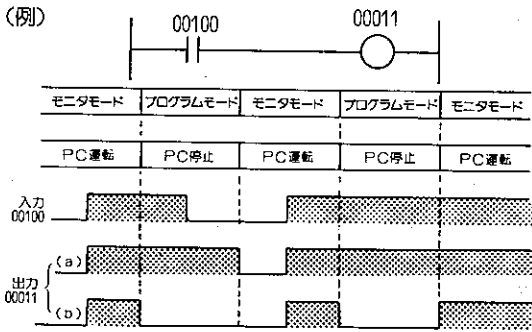 (例)
00100 00011
モニタモード プログラムモード モニタモード プログラムモード モニタモード
PC運転 PC停止 PC運転 PC停止 PC運転
入力
00100
出力
00011
(a)
(b)